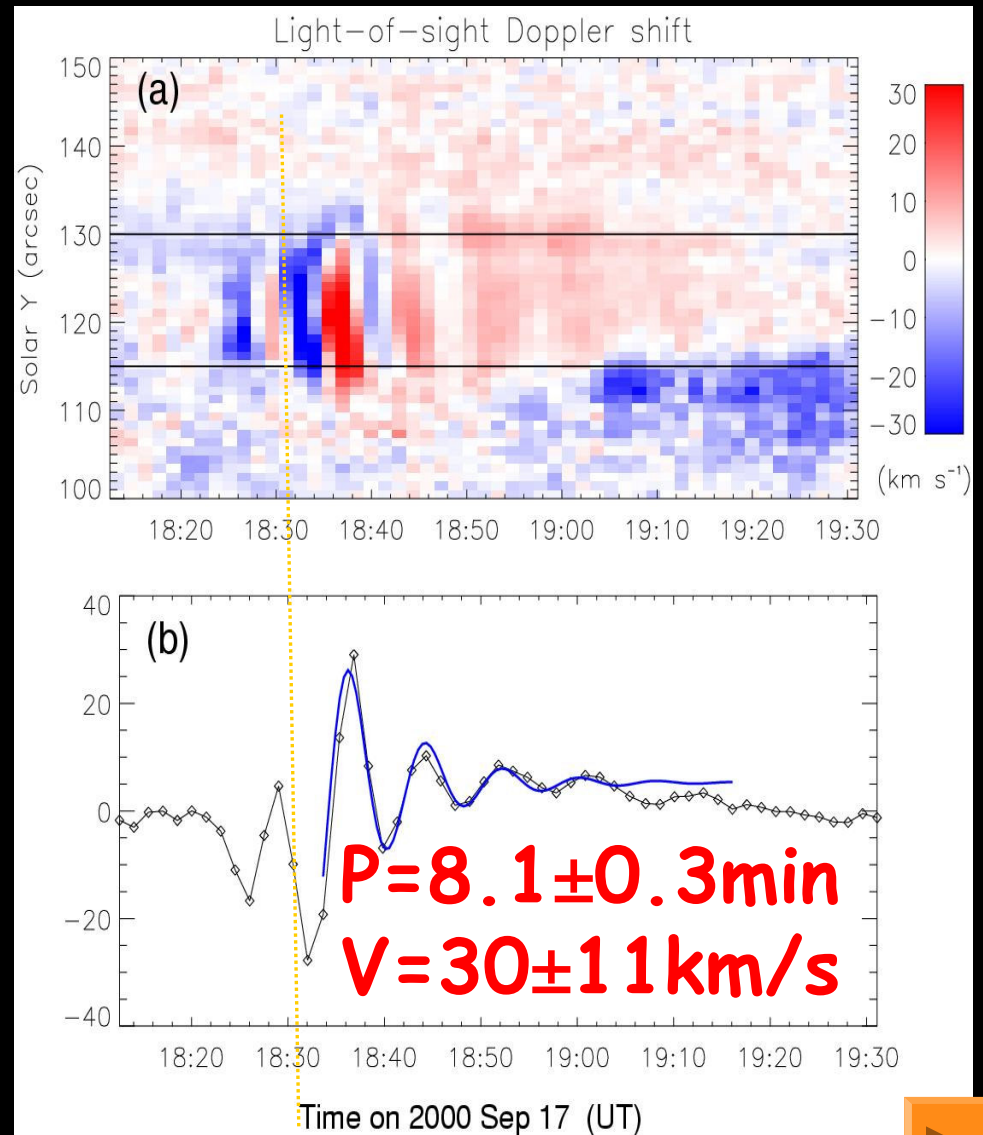 Light-of-sight Doppler shift
(a)
150
140
130
120
110
100
Solar Y (arcsec)
18:20 18:30 18:40 18:50 19:00 19:10 19:20 19:30
30
20
10
0
-10
-20
-30
(km s⁻¹)
(b)
40
20
0
-20
-40
P=8.1±0.3min
V=30±11km/s
18:20 18:30 18:40 18:50 19:00 19:10 19:20 19:30
Time on 2000 Sep 17 (UT)